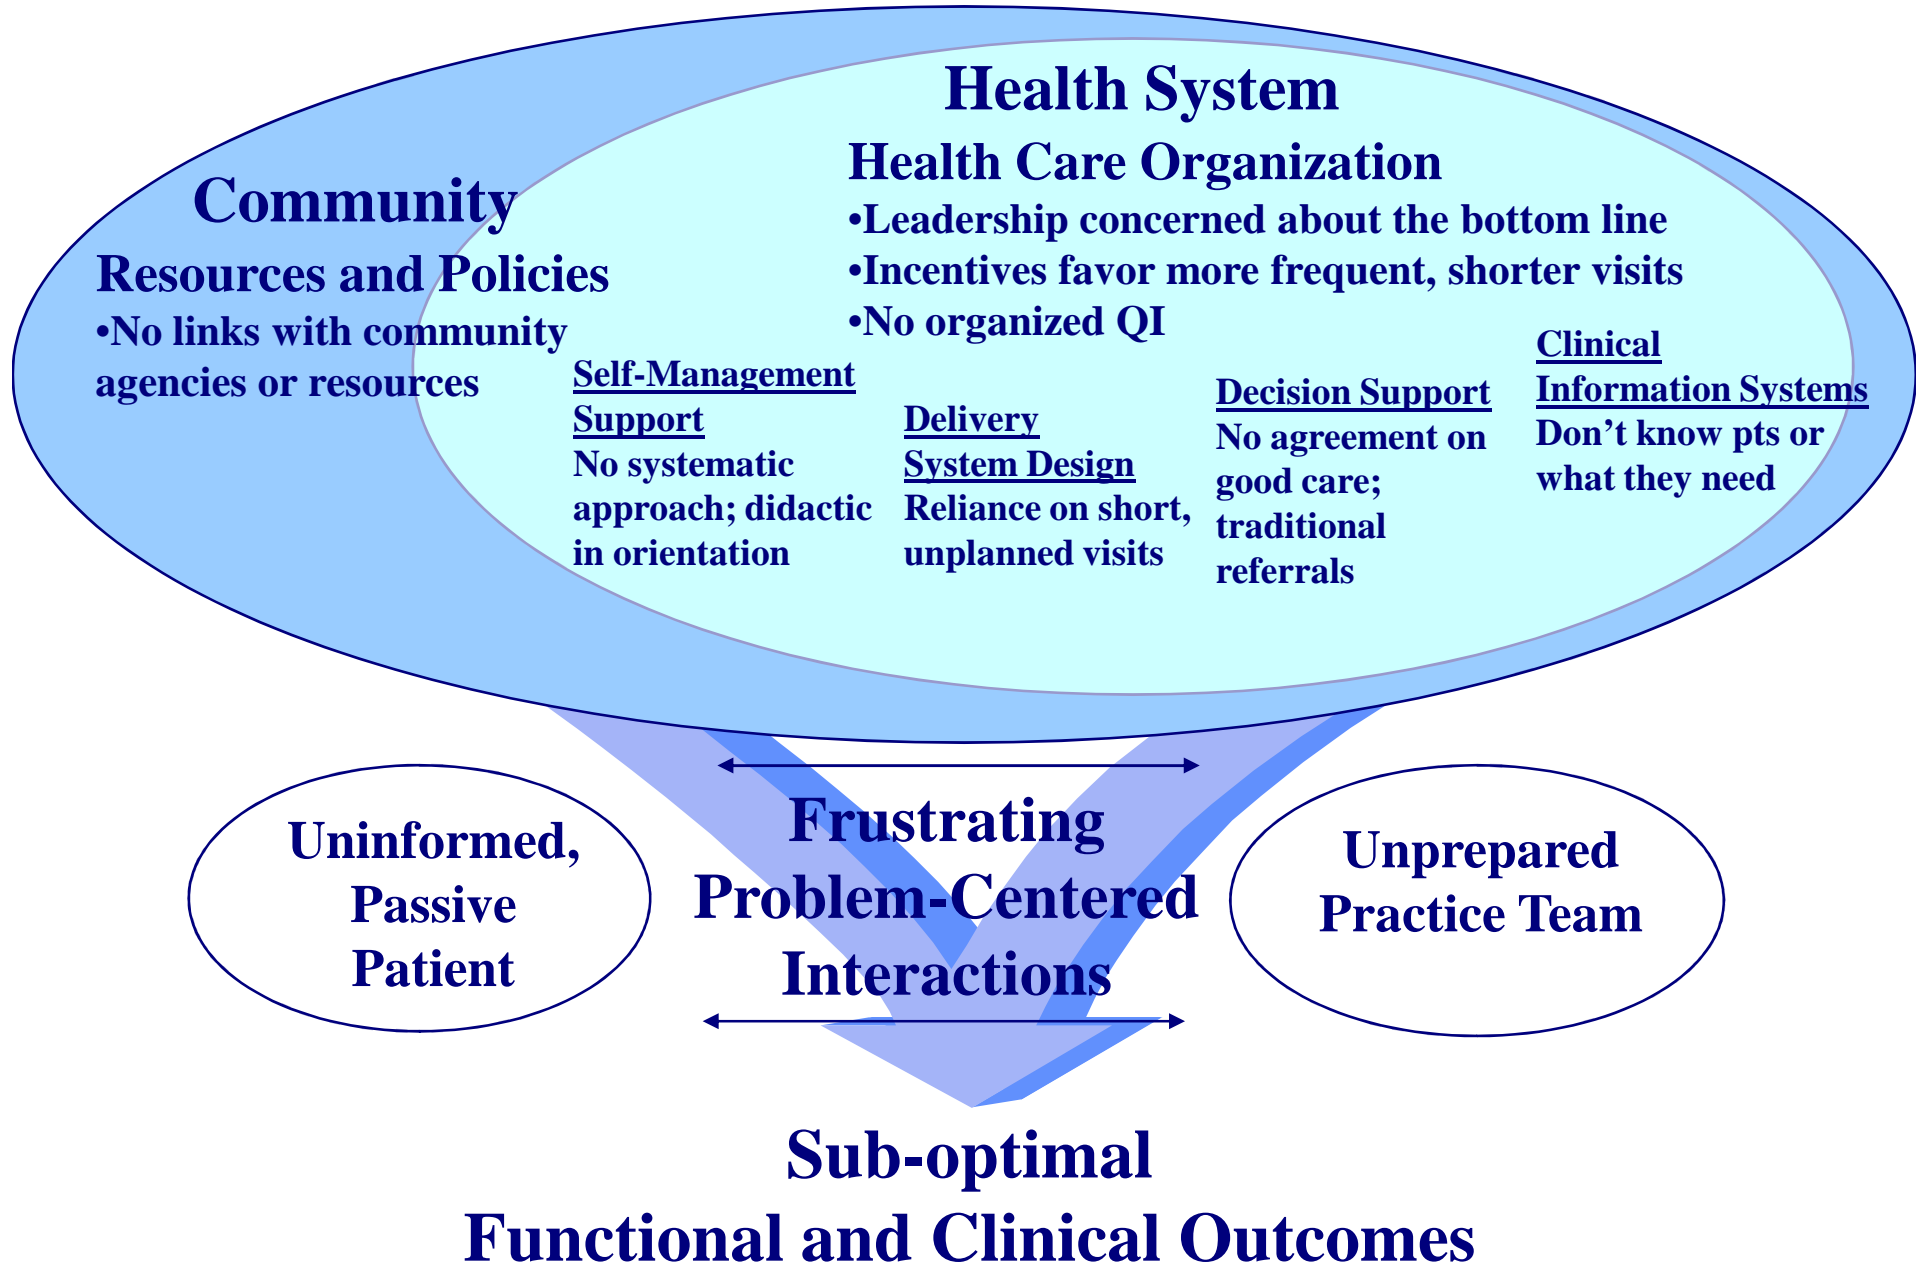 Health System
Health Care Organization
•Leadership concerned about the bottom line
•Incentives favor more frequent, shorter visits
•No organized QI
Community
Resources and Policies
•No links with community
agencies or resources
Self-Management
Support
No systematic
approach; didactic
in orientation
Delivery
System Design
Reliance on short,
unplanned visits
Decision Support
No agreement on
good care;
traditional
referrals
Clinical
Information Systems
Don’t know pts or
what they need
Uninformed,
Passive
Patient
Frustrating
Problem-Centered
Interactions
Unprepared
Practice Team
Sub-optimal
Functional and Clinical Outcomes